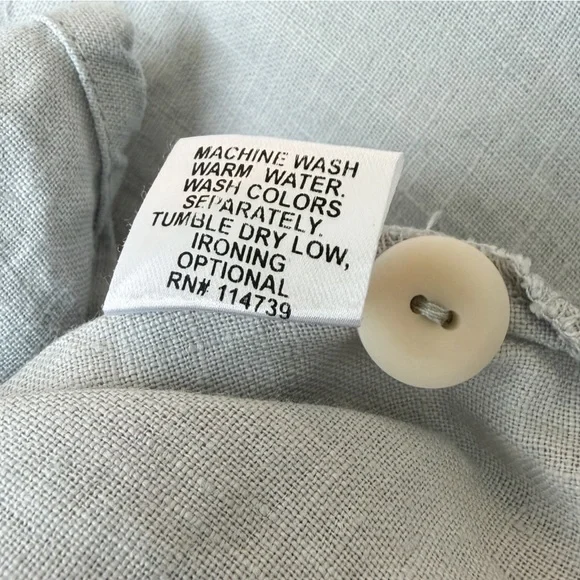 MACHINE WASH
WARM WATER.
WASH COLORS
SEPARATELY.
TUMBLE DRY LOW,
IRONING
OPTIONAL
RN# 114739